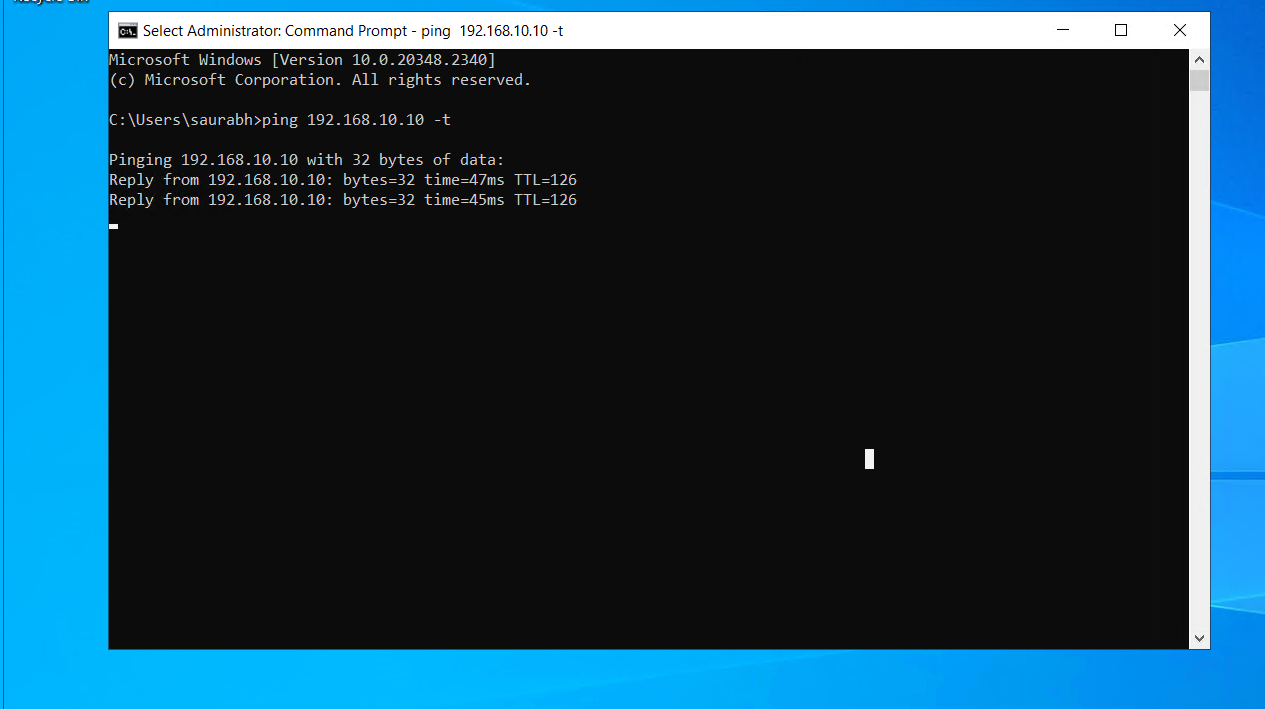 Recycle Bin
Select Administrator: Command Prompt - ping  192.168.10.10 -t
Microsoft Windows [Version 10.0.20348.2340]
(c) Microsoft Corporation. All rights reserved.
C:\Users\saurabh>ping 192.168.10.10 -t
Pinging 192.168.10.10 with 32 bytes of data:
Reply from 192.168.10.10: bytes=32 time=47ms TTL=126
Reply from 192.168.10.10: bytes=32 time=45ms TTL=126